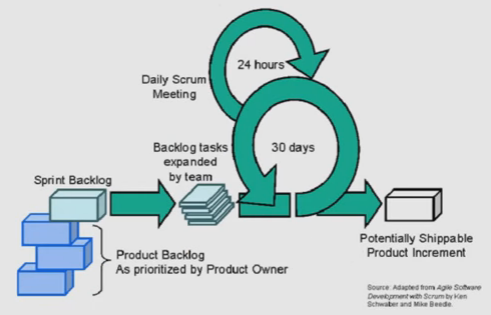 24 hours
Daily Scrum
Meeting
Backlog tasks
expanded
by team
30 days
Sprint Backlog
Potentially Shippable
Product Increment
Product Backlog
As prioritized by Product Owner
Source: Adapted from Agile Software
Development with Scrum by Ken
Schwaber and Mike Beedle.